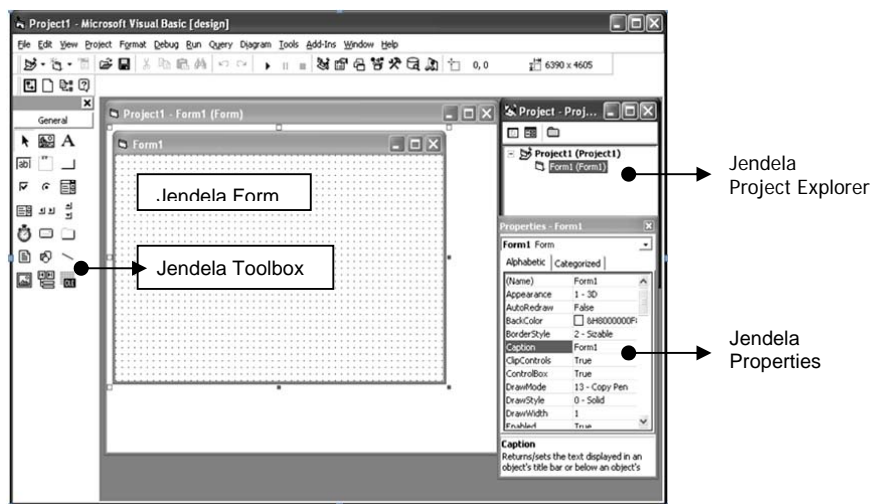 Project1 - Microsoft Visual Basic [design]
File Edit View Project Format Debug Run Query Diagram Tools Add-Ins Window Help
0, 0
6390 x 4605
General
A
ab|
OLE
Project1 - Form1 (Form)
Form1
Jendela Form
Jendela Toolbox
Project - Proj...
Project1 (Project1)
Form1 (Form1)
Jendela
Project Explorer
Properties - Form1
Form1 Form
Alphabetic Categorized
(Name) Form1
Appearance 1 - 3D
AutoRedraw False
BackColor &H8000000F&
BorderStyle 2 - Sizable
Caption Form1
ClipControls True
ControlBox True
DrawMode 13 - Copy Pen
DrawStyle 0 - Solid
DrawWidth 1
Enabled True
Jendela
Properties
Caption
Returns/sets the text displayed in an
object's title bar or below an object's